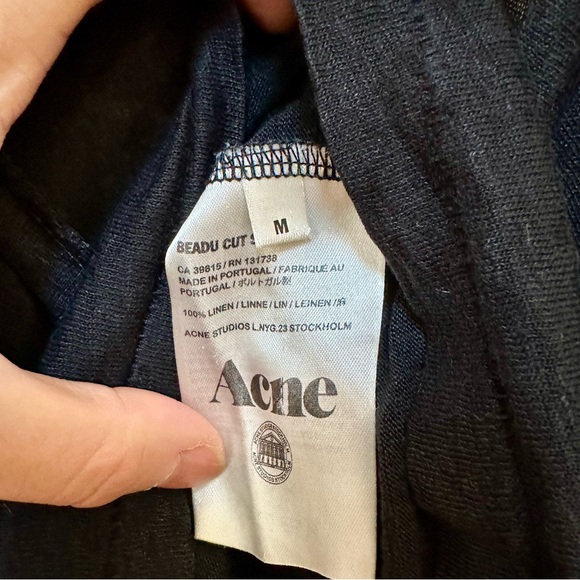 M
BEADU CUT
CA 39815 / RN 131738
MADE IN PORTUGAL / FABRIQUÉ AU
PORTUGAL / ポルトガル製
100% LINEN / LINNE / LIN / LEINEN / 麻
ACNE STUDIOS L.NYG.23 STOCKHOLM
Acne